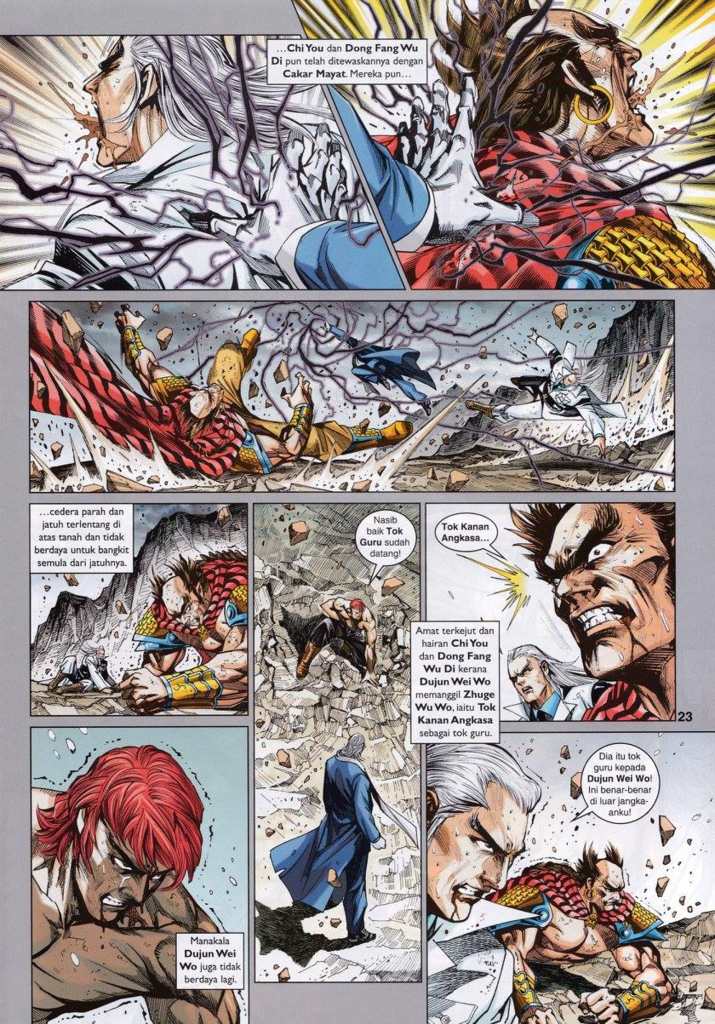 ...Chi You dan Dong Fang Wu
Di pun telah ditewaskannya dengan
Cakar Mayat. Mereka pun...
...cedera parah dan
jatuh terlentang di
atas tanah dan tidak
berdaya untuk bangkit
semula dari jatuhnya.
Nasib
baik Tok
Guru sudah
datang!
Tok Kanan
Angkasa...
Amat terkejut dan
hairan Chi You
dan Dong Fang
Wu Di kerana
Dujun Wei Wo
memanggil Zhuge
Wu Wo, iaitu Tok
Kanan Angkasa
sebagai tok guru.
23
Manakala
Dujun Wei
Wo juga tidak
berdaya lagi.
Dia itu tok
guru kepada
Dujun Wei Wo!
Ini benar-benar
di luar jangka-
anku!